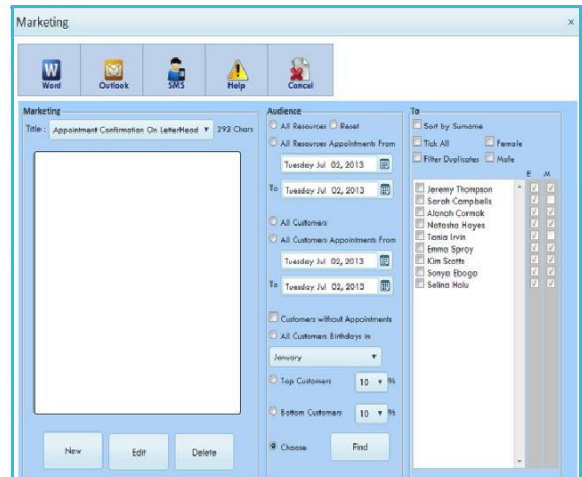 Marketing
×
Word Outlook SMS Help Cancel
Marketing
Title : Appointment Confirmation On LetterHead 292 Chars
New Edit Delete
Audience
All Resources Reset
All Resources Appointments From
Tuesday Jul 02, 2013
To Tuesday Jul 02, 2013
All Customers
All Customers Appointments From
Tuesday Jul 02, 2013
To Tuesday Jul 02, 2013
Customers without Appointments
All Customers Birthdays in
January
Top Customers 10 %
Bottom Customers 10 %
Choose Find
To
Sort by Surname
Tick All Female
Filter Duplicates Male
E M
Jeremy Thompson
Sarah Campbells
Alanah Cormak
Natasha Hayes
Tania Irvin
Emma Spray
Kim Scotts
Sonya Eboga
Selina Halu